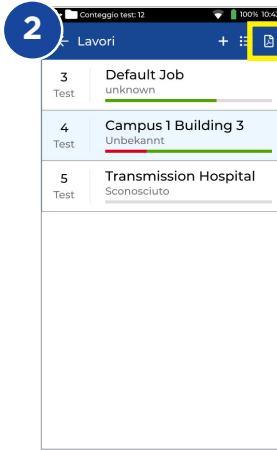 2
Conteggio test: 12
100% 10:42
Lavori
3 Default Job
Test unknown
4 Campus 1 Building 3
Test Unbekannt
5 Transmission Hospital
Test Sconosciuto